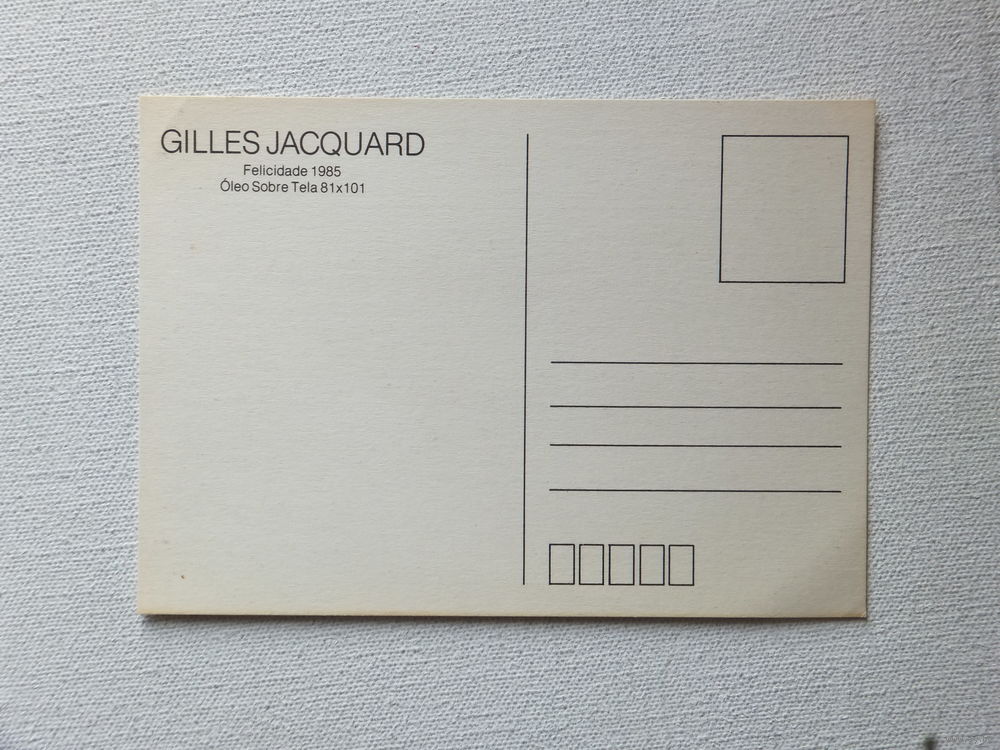 GILLES JACQUARD
Felicidade 1985
Óleo Sobre Tela 81x101